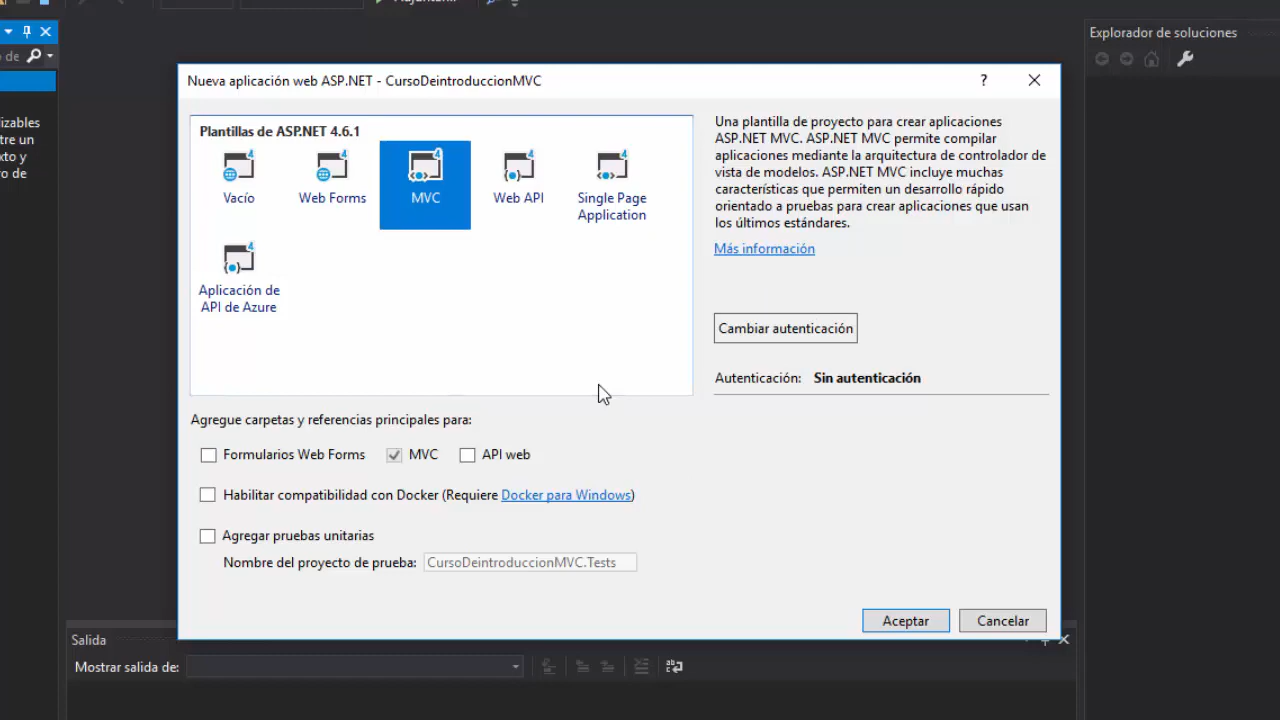 Explorador de soluciones
de
izables
tre un
xto y
ro de
Nueva aplicación web ASP.NET - CursoDeintroduccionMVC
?
Plantillas de ASP.NET 4.6.1
Vacío
Web Forms
MVC
Web API
Single Page
Application
Aplicación de
API de Azure
Una plantilla de proyecto para crear aplicaciones
ASP.NET MVC. ASP.NET MVC permite compilar
aplicaciones mediante la arquitectura de controlador de
vista de modelos. ASP.NET MVC incluye muchas
características que permiten un desarrollo rápido
orientado a pruebas para crear aplicaciones que usan
los últimos estándares.
Más información
Cambiar autenticación
Autenticación: Sin autenticación
Agregue carpetas y referencias principales para:
Formularios Web Forms MVC API web
Habilitar compatibilidad con Docker (Requiere Docker para Windows)
Agregar pruebas unitarias
Nombre del proyecto de prueba: CursoDeintroduccionMVC.Tests
Aceptar Cancelar
Salida
Mostrar salida de: